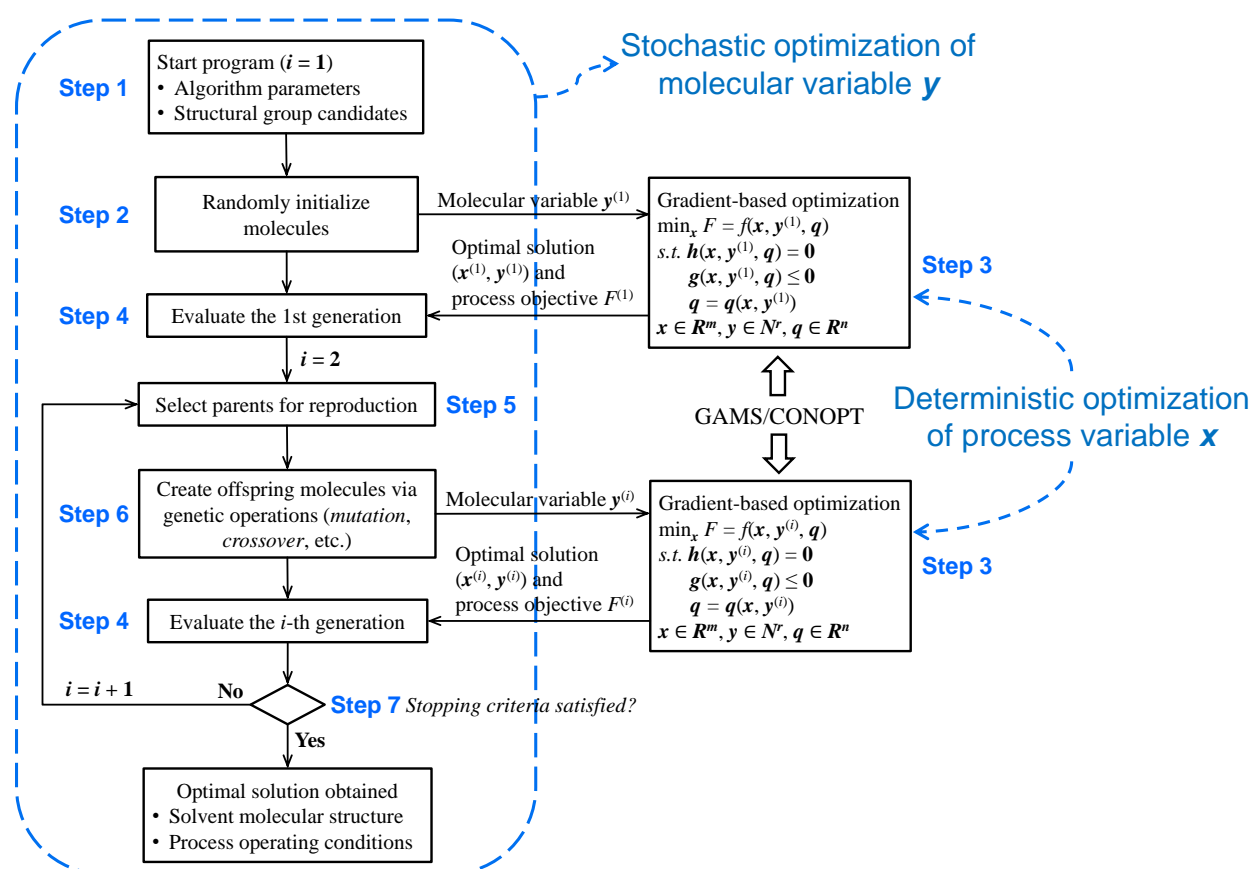 Stochastic optimization of
molecular variable y
Step 1
Start program (i = 1)
• Algorithm parameters
• Structural group candidates
Step 2
Randomly initialize
molecules
Molecular variable y⁽¹⁾
Gradient-based optimization
minₓ F = f(x, y⁽¹⁾, q)
s.t. h(x, y⁽¹⁾, q) = 0
g(x, y⁽¹⁾, q) ≤ 0
q = q(x, y⁽¹⁾)
x ∈ Rᵐ, y ∈ Nʳ, q ∈ Rⁿ
Step 3
Optimal solution
(x⁽¹⁾, y⁽¹⁾) and
process objective F⁽¹⁾
Step 4
Evaluate the 1st generation
i = 2
Select parents for reproduction
Step 5
GAMS/CONOPT
Deterministic optimization
of process variable x
Step 6
Create offspring molecules via
genetic operations (mutation,
crossover, etc.)
Molecular variable y⁽ⁱ⁾
Gradient-based optimization
minₓ F = f(x, y⁽ⁱ⁾, q)
s.t. h(x, y⁽ⁱ⁾, q) = 0
g(x, y⁽ⁱ⁾, q) ≤ 0
q = q(x, y⁽ⁱ⁾)
x ∈ Rᵐ, y ∈ Nʳ, q ∈ Rⁿ
Step 3
Optimal solution
(x⁽ⁱ⁾, y⁽ⁱ⁾) and
process objective F⁽ⁱ⁾
Step 4
Evaluate the i-th generation
i = i + 1
No
Step 7 Stopping criteria satisfied?
Yes
Optimal solution obtained
• Solvent molecular structure
• Process operating conditions